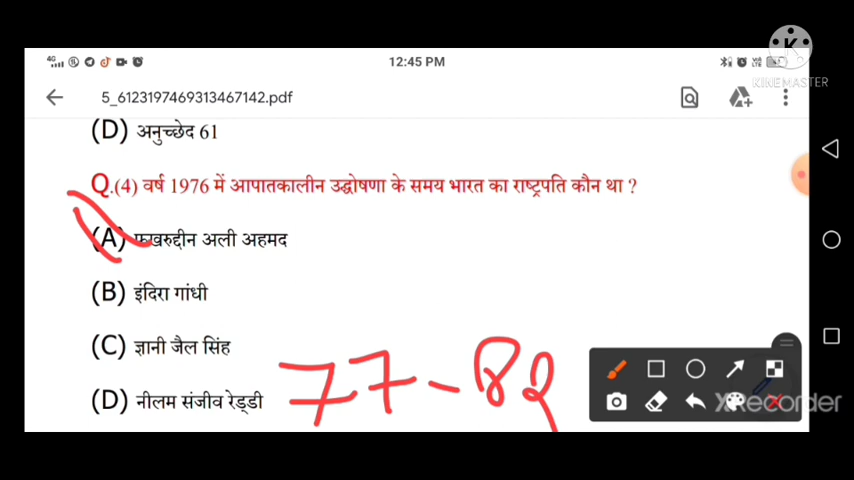 4G
12:45 PM
KINEMASTER
5_6123197469313467142.pdf
(D) अनुच्छेद 61
Q.(4) वर्ष 1976 में आपातकालीन उद्घोषणा के समय भारत का राष्ट्रपति कौन था ?
(A) फखरुद्दीन अली अहमद
(B) इंदिरा गांधी
(C) ज्ञानी जैल सिंह
(D) नीलम संजीव रेड्डी
77-82
XRecorder